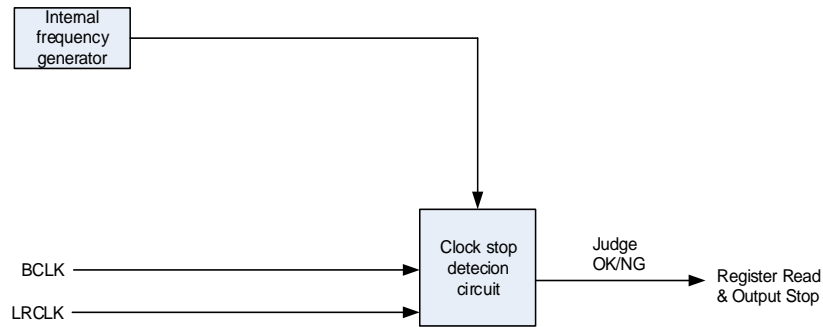 Internal
frequency
generator
Clock stop
detecion
circuit
BCLK
LRCLK
Judge
OK/NG
Register Read
& Output Stop